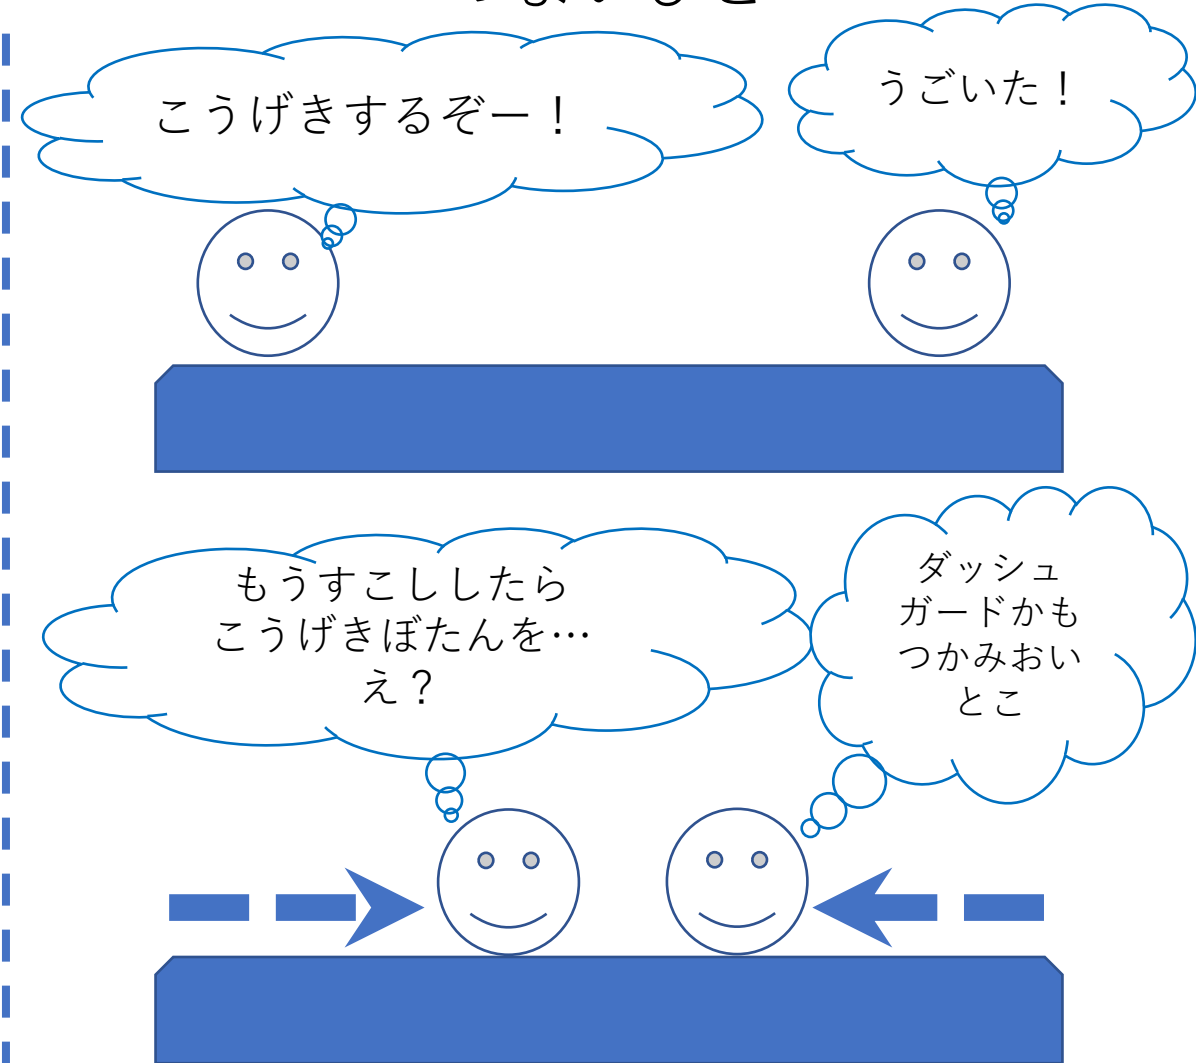 こうげきするぞー！
うごいた！
もうすこししたら
こうげきぼたんを…
え？
ダッシュ
ガードかも
つかみおい
とこ